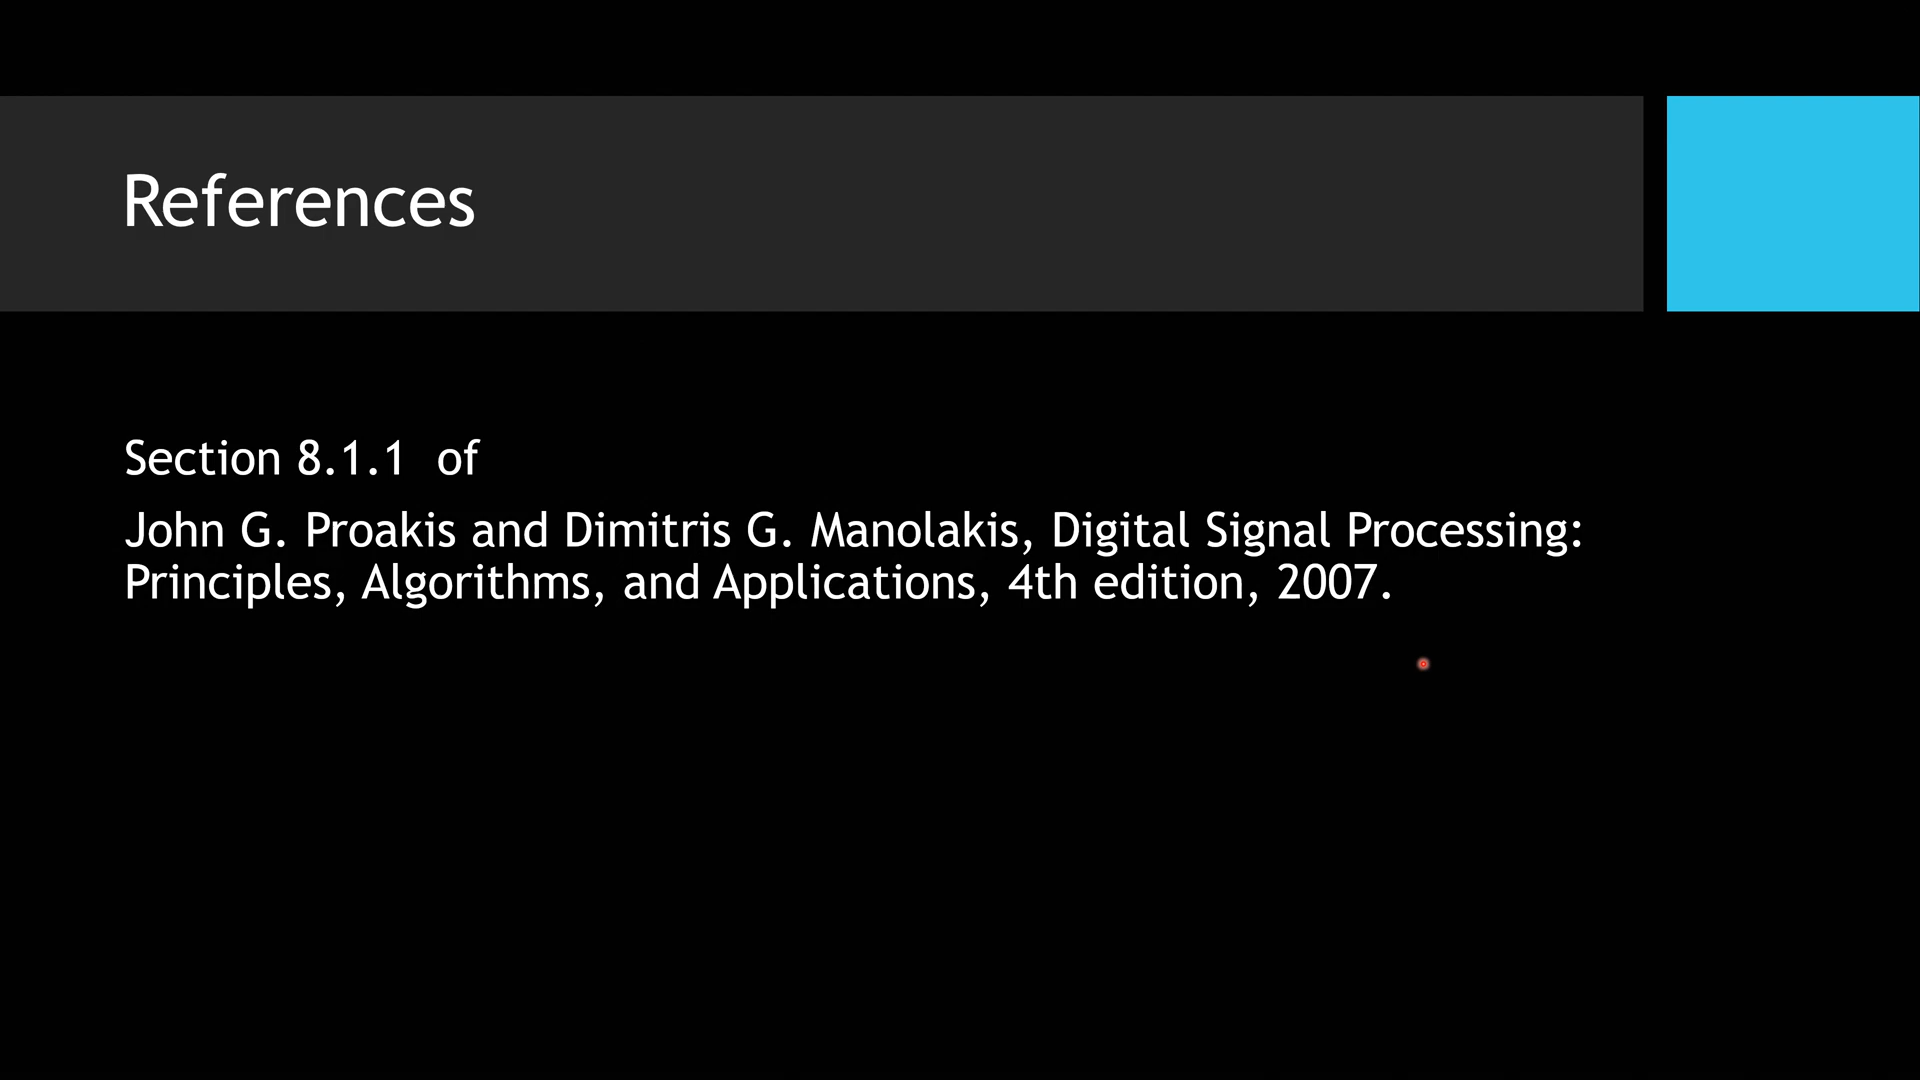 References
Section 8.1.1  of
John G. Proakis and Dimitris G. Manolakis, Digital Signal Processing:
Principles, Algorithms, and Applications, 4th edition, 2007.